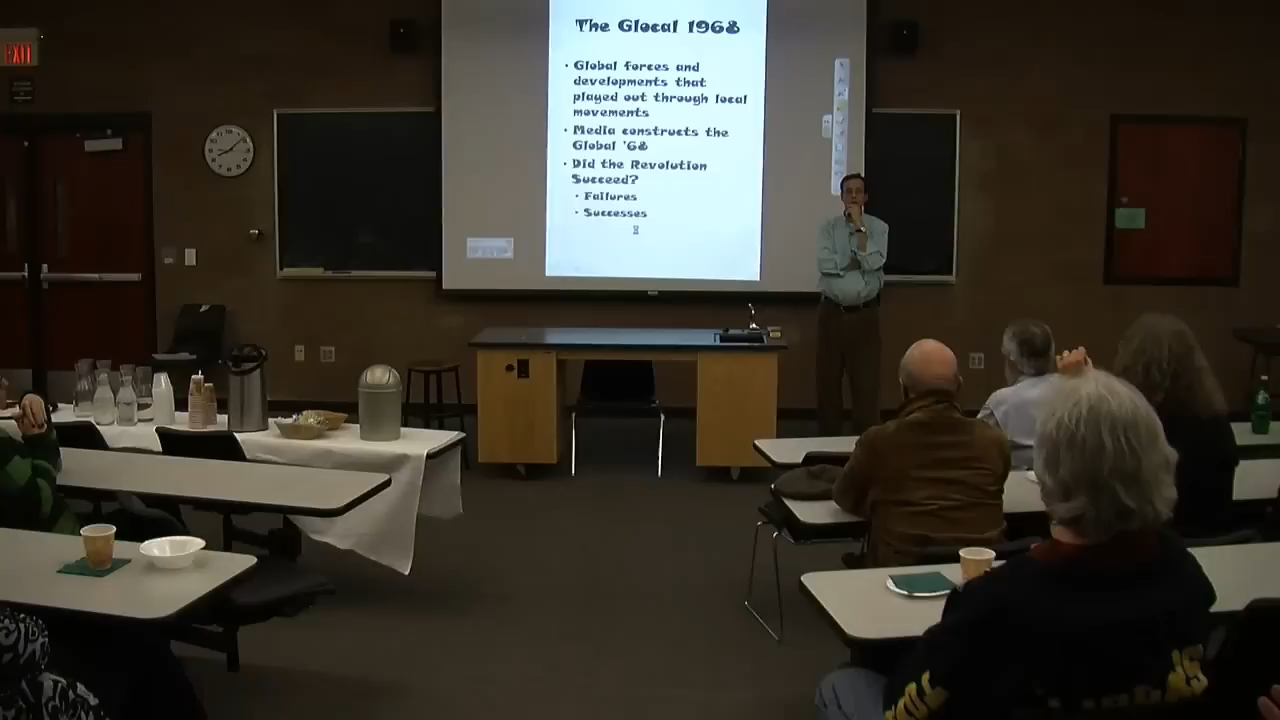 EXIT
The Glocal 1968
• Global forces and
developments that
played out through local
movements
• Media constructs the
Global '68
• Did the Revolution
Succeed?
• Failures
• Successes